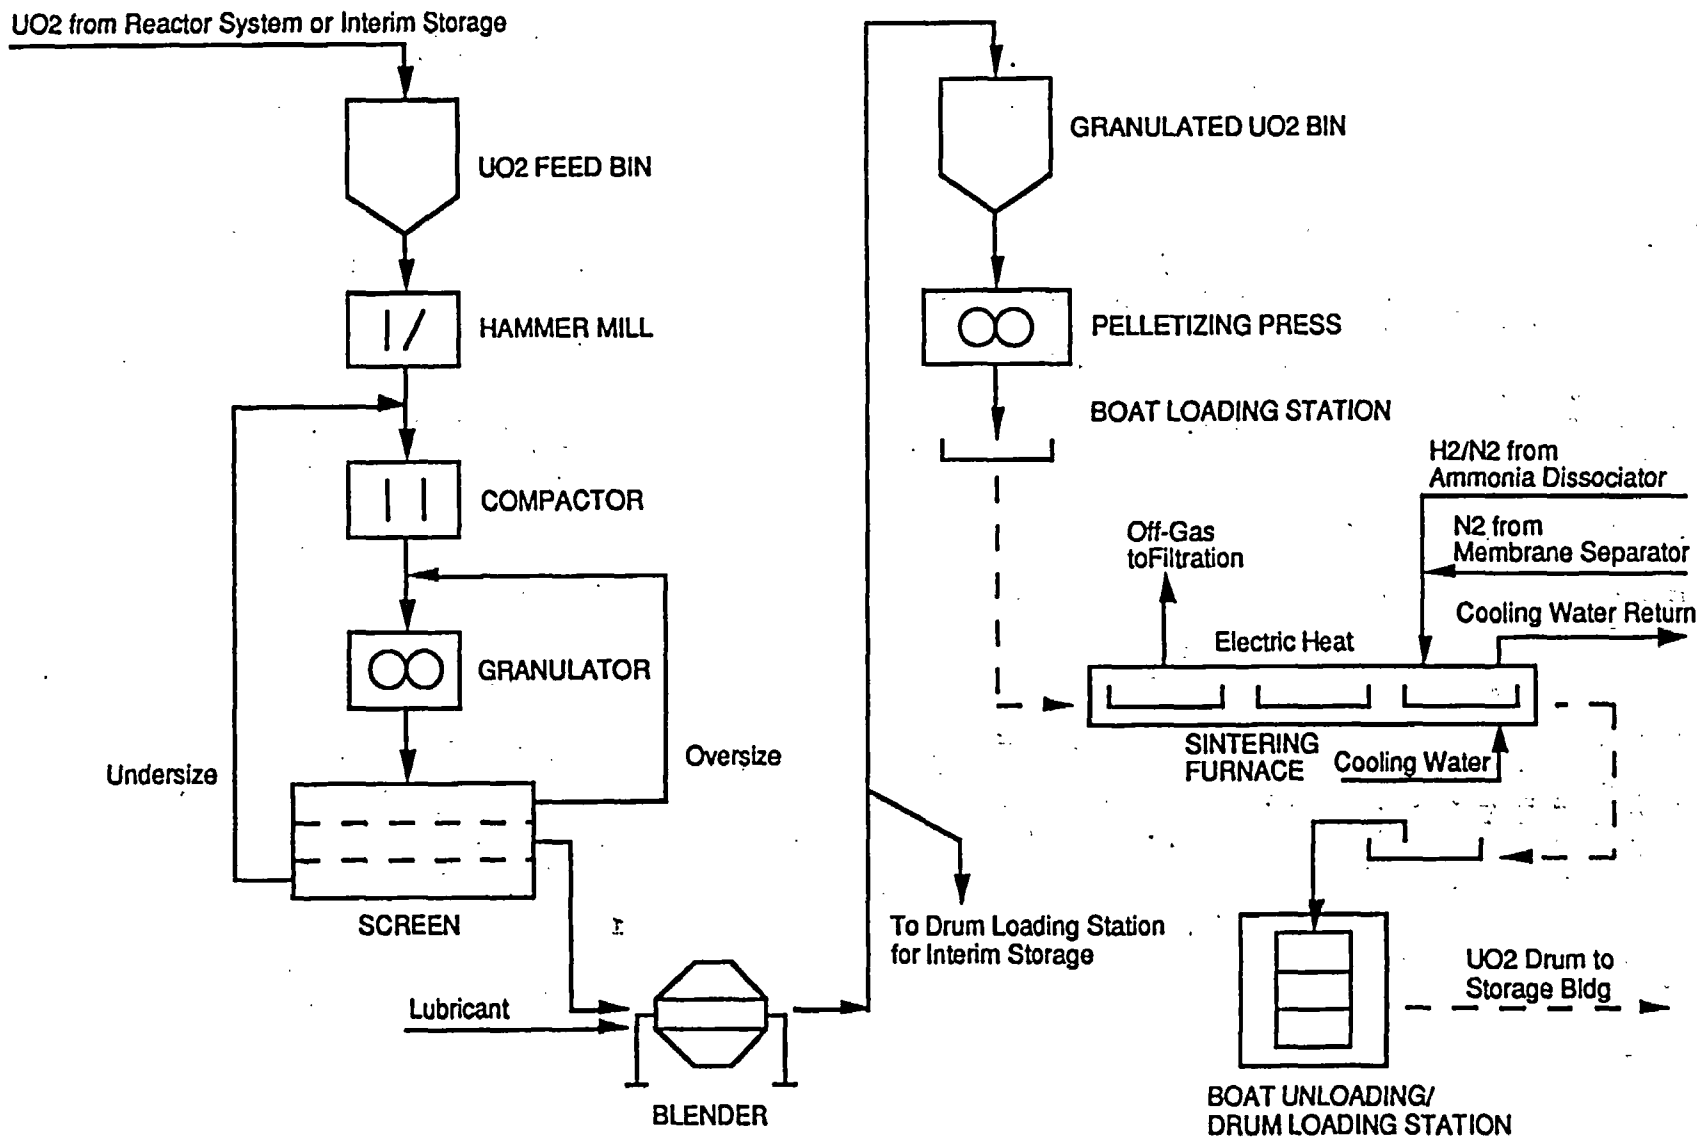 UO2 from Reactor System or Interim Storage
UO2 FEED BIN
HAMMER MILL
COMPACTOR
GRANULATOR
Undersize
Oversize
SCREEN
Lubricant
BLENDER
GRANULATED UO2 BIN
PELLETIZING PRESS
BOAT LOADING STATION
To Drum Loading Station
for Interim Storage
H2/N2 from
Ammonia Dissociator
N2 from
Membrane Separator
Cooling Water Return
Off-Gas
toFiltration
Electric Heat
SINTERING
FURNACE
Cooling Water
UO2 Drum to
Storage Bldg
BOAT UNLOADING/
DRUM LOADING STATION